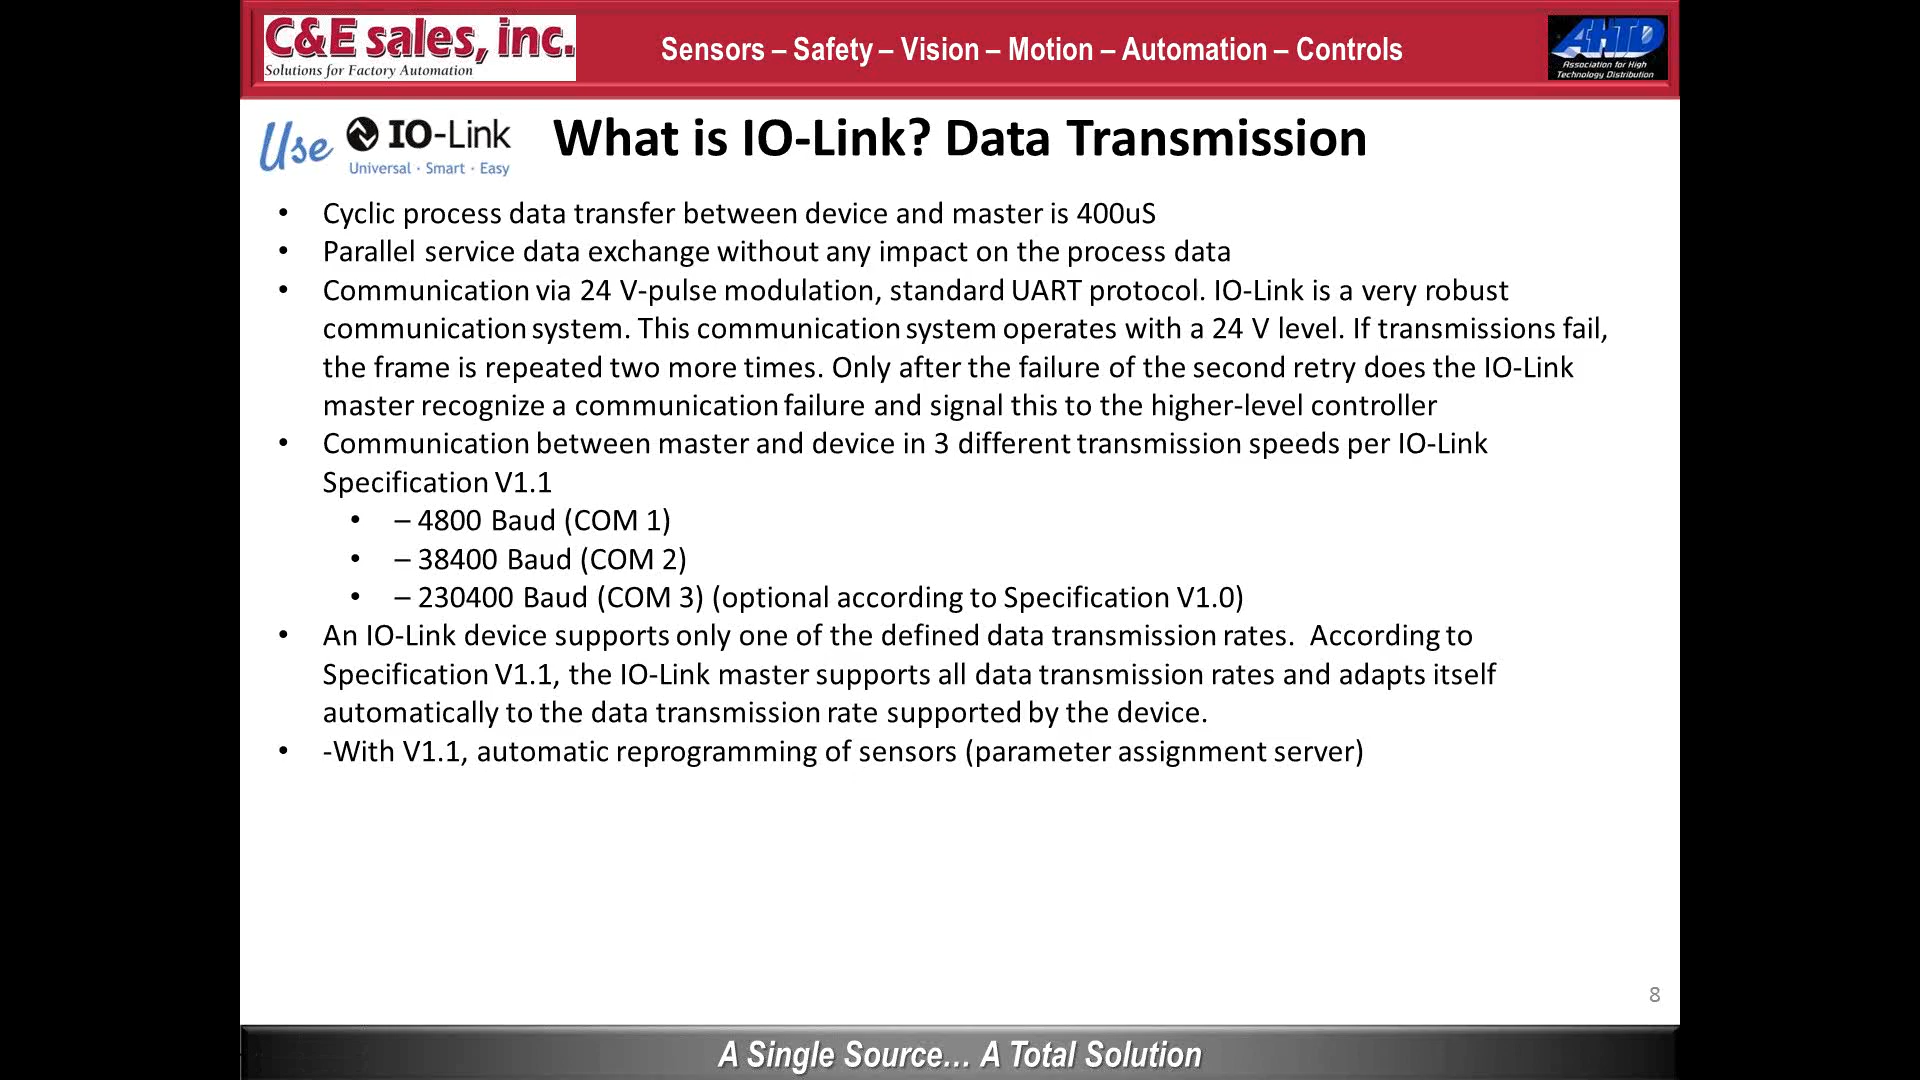 C&E sales, inc.
Solutions for Factory Automation
Sensors – Safety – Vision – Motion – Automation – Controls
AHTD
Association for High
Technology Distribution
Use IO-Link
Universal · Smart · Easy
What is IO-Link? Data Transmission
• Cyclic process data transfer between device and master is 400uS
• Parallel service data exchange without any impact on the process data
• Communication via 24 V-pulse modulation, standard UART protocol. IO-Link is a very robust
communication system. This communication system operates with a 24 V level. If transmissions fail,
the frame is repeated two more times. Only after the failure of the second retry does the IO-Link
master recognize a communication failure and signal this to the higher-level controller
• Communication between master and device in 3 different transmission speeds per IO-Link
Specification V1.1
• – 4800 Baud (COM 1)
• – 38400 Baud (COM 2)
• – 230400 Baud (COM 3) (optional according to Specification V1.0)
• An IO-Link device supports only one of the defined data transmission rates.  According to
Specification V1.1, the IO-Link master supports all data transmission rates and adapts itself
automatically to the data transmission rate supported by the device.
• -With V1.1, automatic reprogramming of sensors (parameter assignment server)
8
A Single Source… A Total Solution